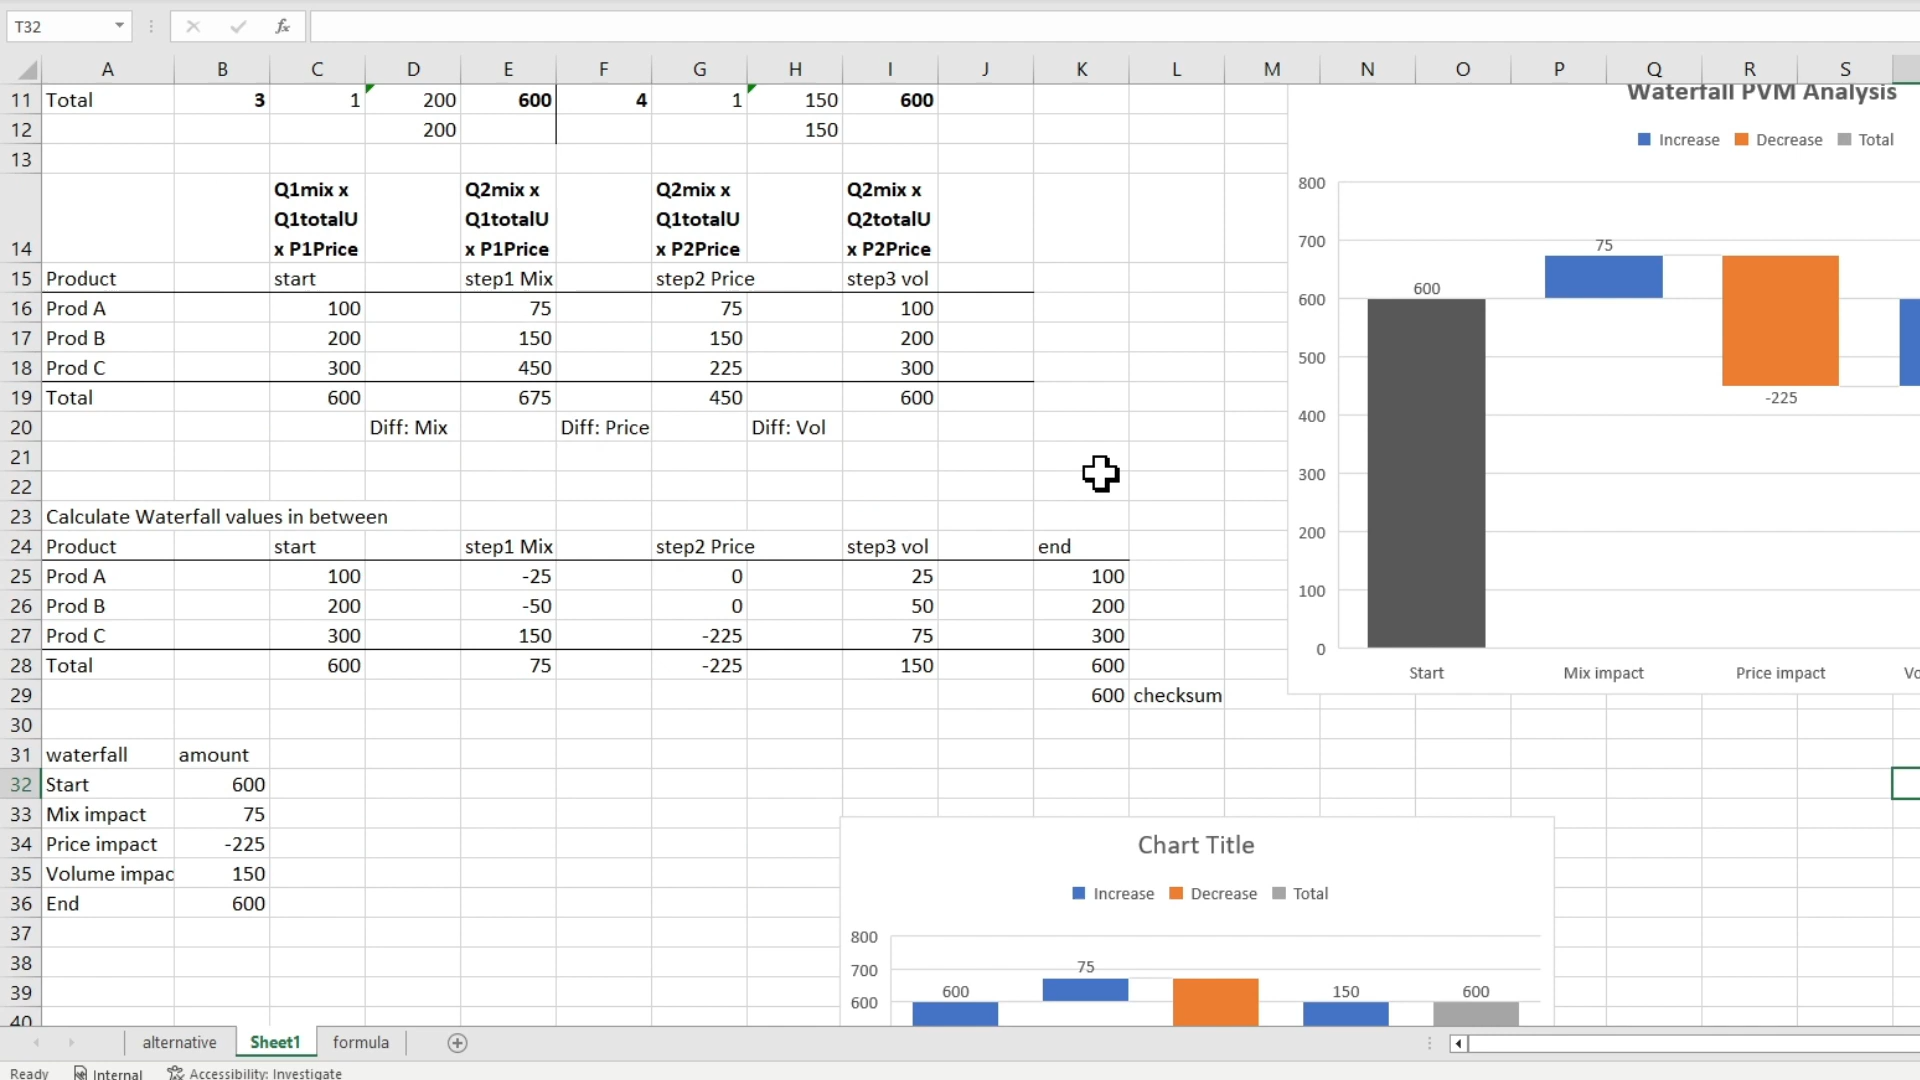 T32
fx
A B C D E F G H I J K L M N O P Q R S
11 Total 3 1 200 600 4 1 150 600
12 200 150
13
Q1mix x Q2mix x Q2mix x Q2mix x
Q1totalU Q1totalU Q1totalU Q2totalU
14 x P1Price x P1Price x P2Price x P2Price
15 Product start step1 Mix step2 Price step3 vol
16 Prod A 100 75 75 100
17 Prod B 200 150 150 200
18 Prod C 300 450 225 300
19 Total 600 675 450 600
20 Diff: Mix Diff: Price Diff: Vol
21
22
23 Calculate Waterfall values in between
24 Product start step1 Mix step2 Price step3 vol end
25 Prod A 100 -25 0 25 100
26 Prod B 200 -50 0 50 200
27 Prod C 300 150 -225 75 300
28 Total 600 75 -225 150 600
29 600 checksum
30
31 waterfall amount
32 Start 600
33 Mix impact 75
34 Price impact -225
35 Volume impac 150
36 End 600
37
38
39
40
Waterfall PVM Analysis
Increase Decrease Total
800
700
600
500
400
300
200
100
0
600
75
-225
Start Mix impact Price impact Vo
Chart Title
Increase Decrease Total
800
700
600
600
75
150
600
alternative Sheet1 formula
Ready Internal Accessibility: Investigate